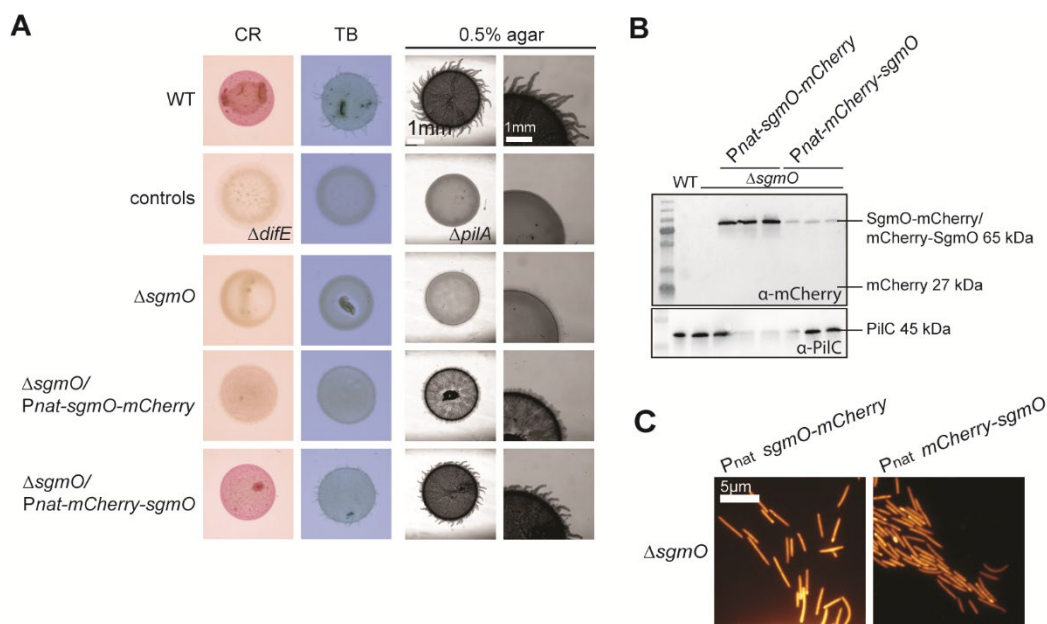 A
CR TB 0.5% agar
WT
1mm 1mm
controls
ΔdifE ΔpilA
ΔsgmO
ΔsgmO/
Pnat-sgmO-mCherry
ΔsgmO/
Pnat-mCherry-sgmO
B
Pnat-sgmO-mCherry
Pnat-mCherry-sgmO
WT ΔsgmO
SgmO-mCherry/
mCherry-SgmO 65 kDa
mCherry 27 kDa
α-mCherry
PilC 45 kDa
α-PilC
C
Pnat sgmO-mCherry
Pnat mCherry-sgmO
5μm
ΔsgmO